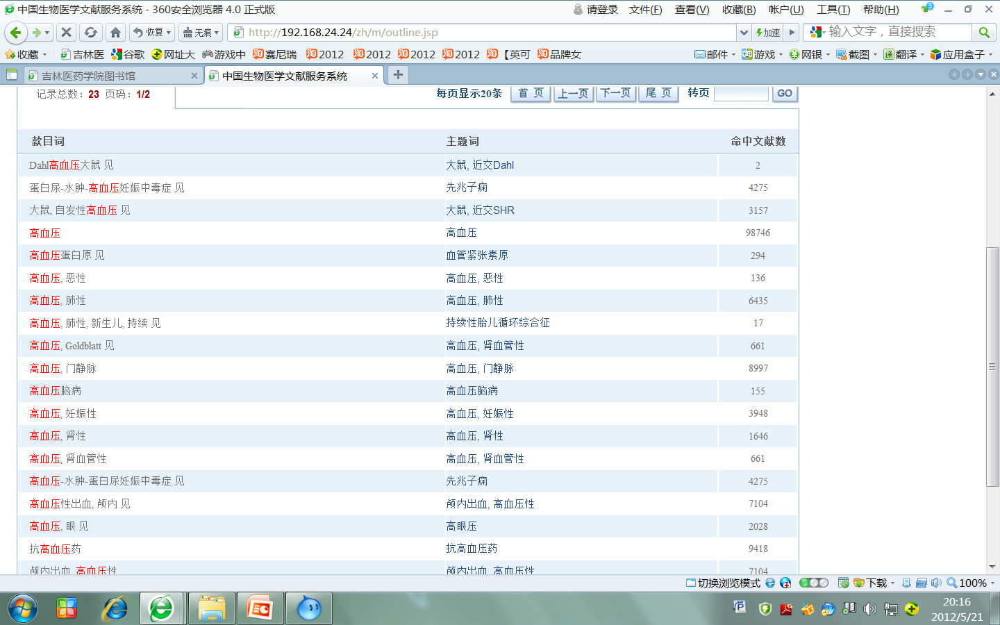 中国生物医学文献服务系统 - 360安全浏览器 4.0 正式版 请登录 文件(F) 查看(V) 收藏(B) 帐户(U) 工具(T) 帮助(H) 5
恢复 无痕 http://192.168.24.24/zh/m/outline.jsp 加速 输入文字，直接搜索
收藏 吉林医 谷歌 网址大 游戏中 淘 赛尼瑞 淘 2012 淘 2012 淘 2012 淘 2012 淘 【英可 淘 品牌女 邮件 游戏 网银 截图 译 翻译 应用盒子
吉林医药学院图书馆 中国生物医学文献服务系统
记录总数：23 页码：1/2 每页显示20条 首 页 上一页 下一页 尾 页 转页 GO
款目词 主题词 命中文献数
Dahl高血压大鼠 见 大鼠, 近交Dahl 2
蛋白尿-水肿-高血压妊娠中毒症 见 先兆子痫 4275
大鼠, 自发性高血压 见 大鼠, 近交SHR 3157
高血压 高血压 98746
高血压蛋白原 见 血管紧张素原 294
高血压, 恶性 高血压, 恶性 136
高血压, 肺性 高血压, 肺性 6435
高血压, 肺性, 新生儿, 持续 见 持续性胎儿循环综合征 17
高血压, Goldblatt 见 高血压, 肾血管性 661
高血压, 门静脉 高血压, 门静脉 8997
高血压脑病 高血压脑病 155
高血压, 妊娠性 高血压, 妊娠性 3948
高血压, 肾性 高血压, 肾性 1646
高血压, 肾血管性 高血压, 肾血管性 661
高血压-水肿-蛋白尿妊娠中毒症 见 先兆子痫 4275
高血压性出血, 颅内 见 颅内出血, 高血压性 7104
高血压, 眼 见 高眼压 2028
抗高血压药 抗高血压药 9418
颅内出血, 高血压性 颅内出血, 高血压性 7104
切换浏览模式 下载 100%
20:16
2012/5/21